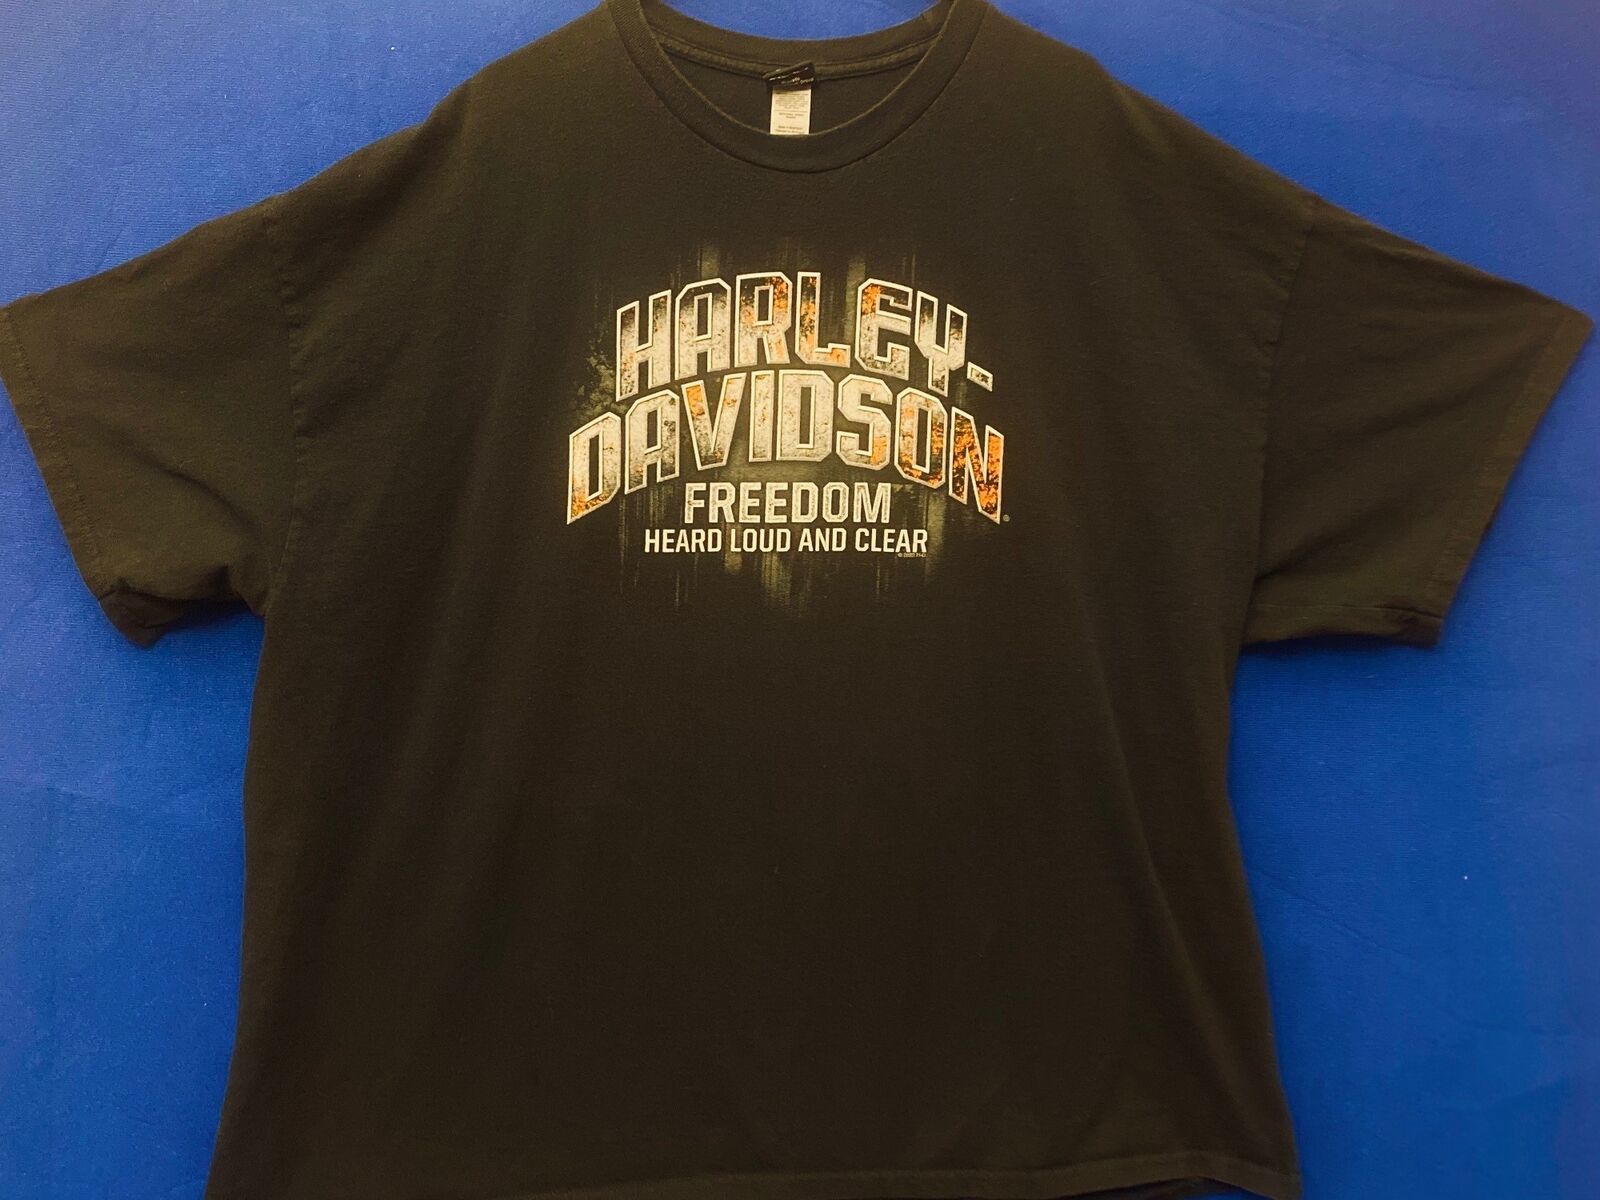 HARLEY-
DAVIDSON
®
FREEDOM
HEARD LOUD AND CLEAR